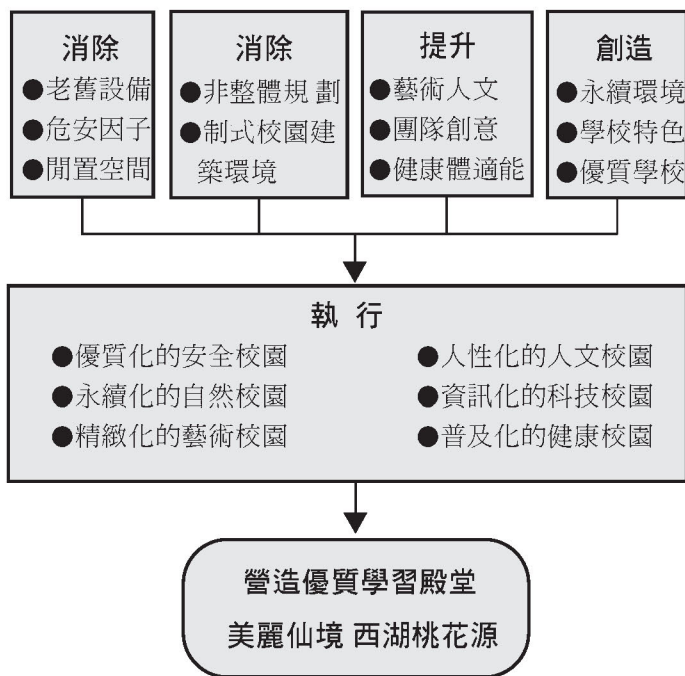 消除
●老舊設備
●危安因子
●閒置空間
消除
●非整體規 劃
●制式校園建
築環境
提升
●藝術人文
●團隊創意
●健康體適能
創造
●永續環境
●學校特色
●優質學校
執 行
●優質化的安全校園
●永續化的自然校園
●精緻化的藝術校園
●人性化的人文校園
●資訊化的科技校園
●普及化的健康校園
營造優質學習殿堂
美麗仙境 西湖桃花源